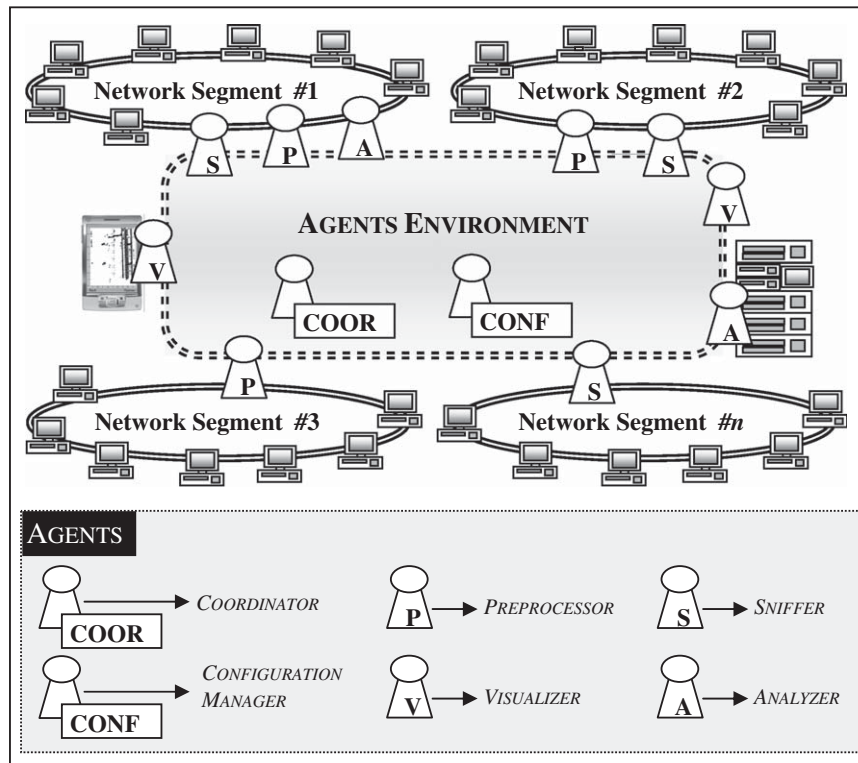 Network Segment #1
Network Segment #2
S
P
A
P
S
V
AGENTS ENVIRONMENT
V
COOR
CONF
A
P
S
Network Segment #3
Network Segment #n
AGENTS
COOR
COORDINATOR
P
PREPROCESSOR
S
SNIFFER
CONF
CONFIGURATION
MANAGER
V
VISUALIZER
A
ANALYZER